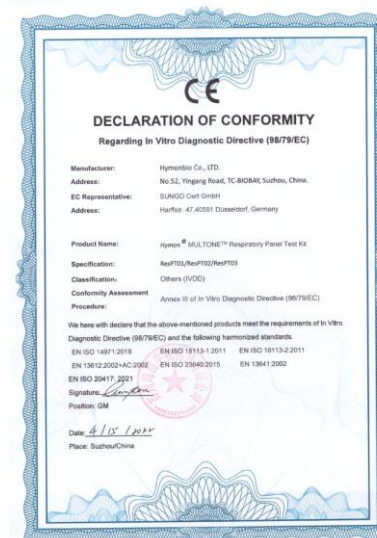 CE
DECLARATION OF CONFORMITY
Regarding In Vitro Diagnostic Directive (98/79/EC)
Manufacturer: Hymonbio Co., LTD.
Address: No.52, Yingang Road, TC-BIOBAY, Suzhou, China.
EC Representative: SUNGO Cert GmbH
Address: Harffstr. 47,40591 Düsseldorf, Germany
Product Name: Hymon® MULTONE™ Respiratory Panel Test Kit
Specification: ResPT01/ResPT02/ResPT03
Classification: Others (IVDD)
Conformity Assessment
Procedure: Annex III of In Vitro Diagnostic Directive (98/79/EC)
We here with declare that the above-mentioned products meet the requirements of In Vitro
Diagnostic Directive (98/79/EC) and the following harmonized standards.
EN ISO 14971:2019 EN ISO 18113-1:2011 EN ISO 18113-2:2011
EN 13612:2002+AC:2002 EN ISO 23640:2015 EN 13641:2002
EN ISO 20417: 2021
Signature:
Position: GM
Date: 4/15/2022
Place: Suzhou/China